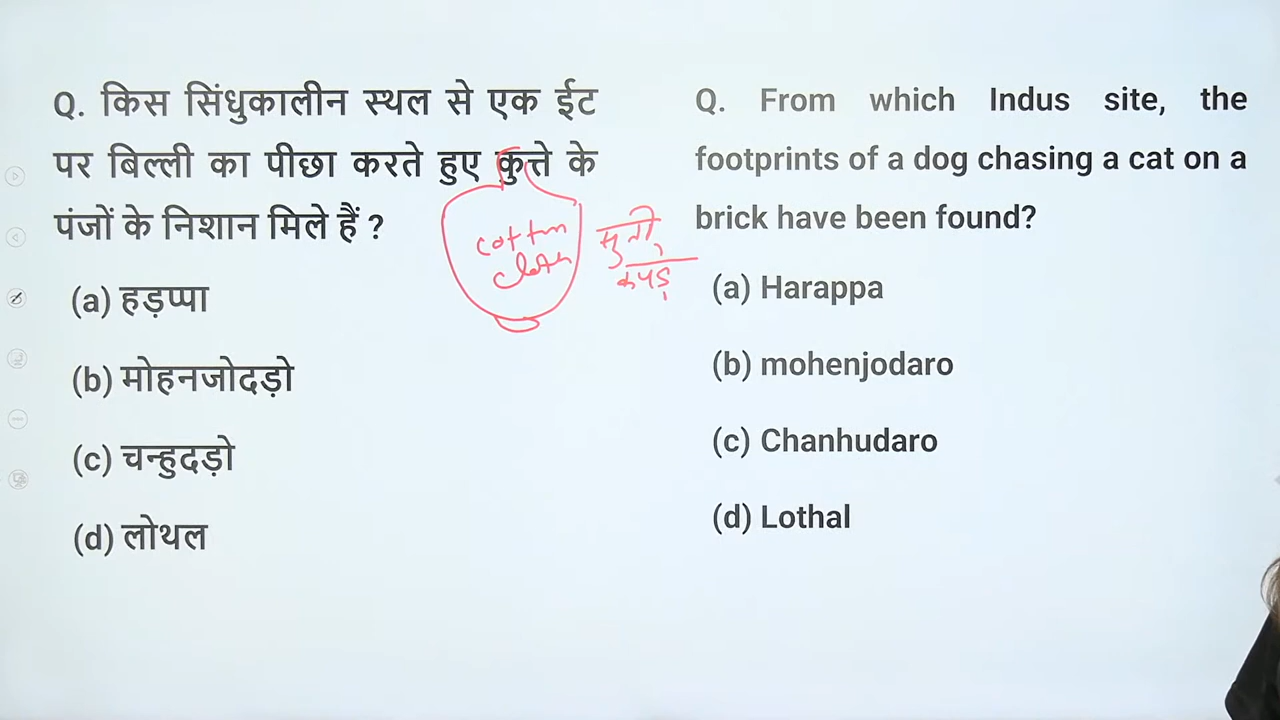 Q. किस सिंधुकालीन स्थल से एक ईट
पर बिल्ली का पीछा करते हुए कुत्ते के
पंजों के निशान मिले हैं ?
(a) हड़प्पा
(b) मोहनजोदड़ो
(c) चन्हुदड़ो
(d) लोथल
cotton
cloth
सूती
कपड़
Q. From which Indus site, the
footprints of a dog chasing a cat on a
brick have been found?
(a) Harappa
(b) mohenjodaro
(c) Chanhudaro
(d) Lothal